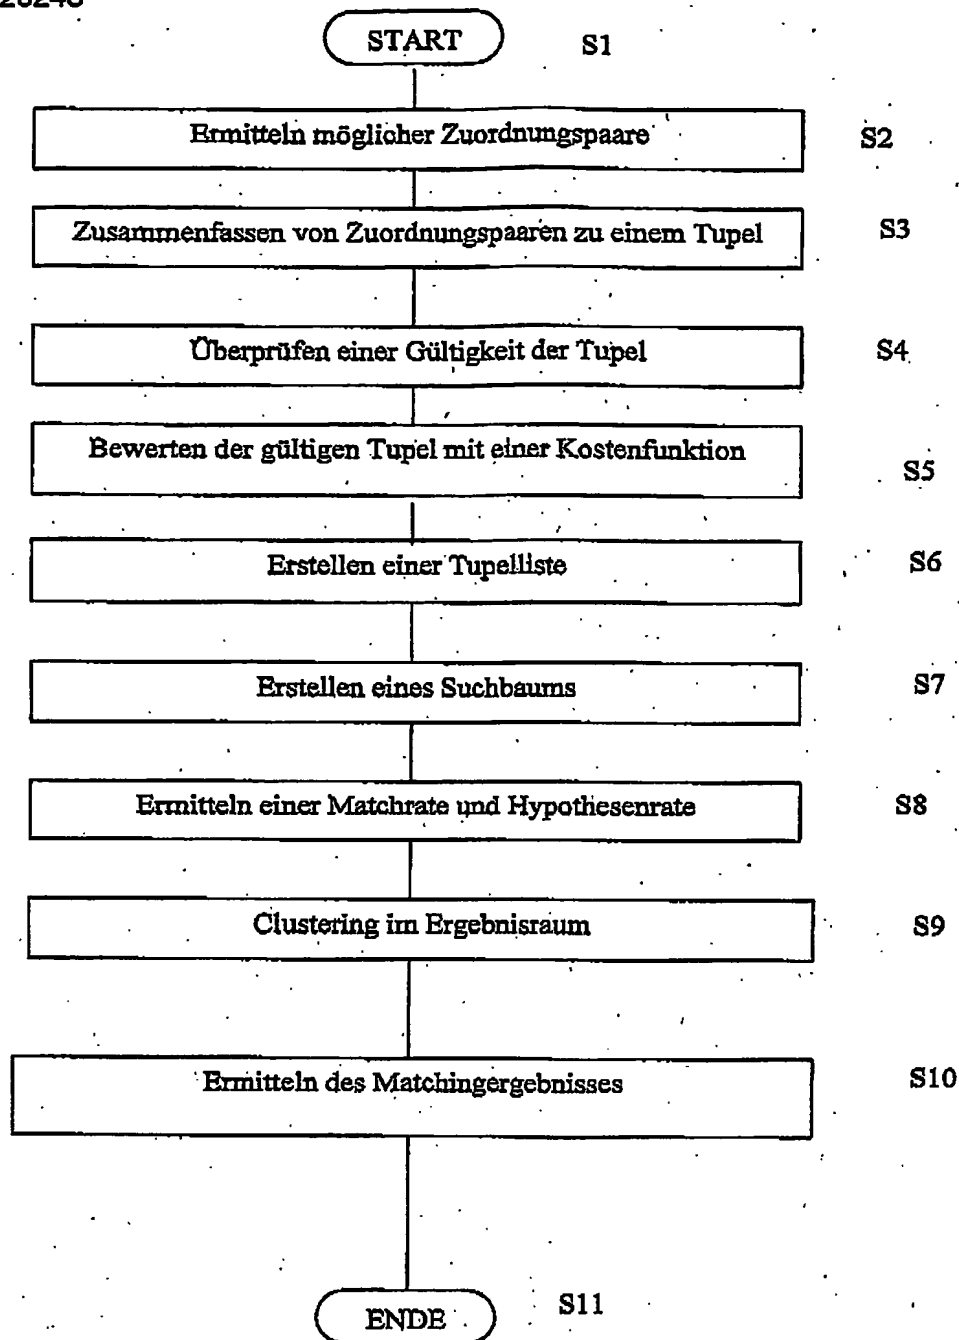 START S1
Ermitteln möglicher Zuordnungspaare S2
Zusammenfassen von Zuordnungspaaren zu einem Tupel S3
Überprüfen einer Gültigkeit der Tupel S4
Bewerten der gültigen Tupel mit einer Kostenfunktion S5
Erstellen einer Tupelliste S6
Erstellen eines Suchbaums S7
Ermitteln einer Matchrate und Hypothesenrate S8
Clustering im Ergebnisraum S9
Ermitteln des Matchingergebnisses S10
ENDE S11